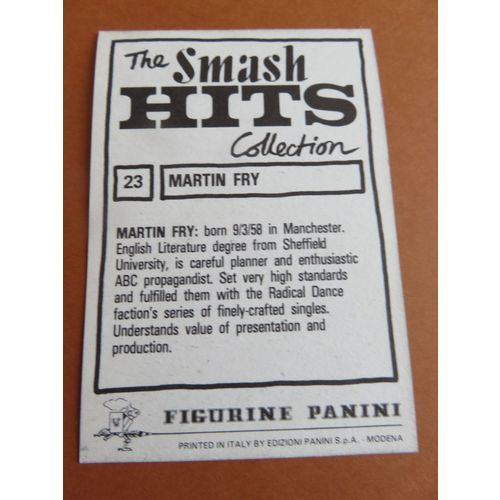 The Smash
HITS
Collection
23 MARTIN FRY
MARTIN FRY: born 9/3/58 in Manchester.
English Literature degree from Sheffield
University, is careful planner and enthusiastic
ABC propagandist. Set very high standards
and fulfilled them with the Radical Dance
faction's series of finely-crafted singles.
Understands value of presentation and
production.
FIGURINE PANINI
PRINTED IN ITALY BY EDIZIONI PANINI S.p.A. - MODENA